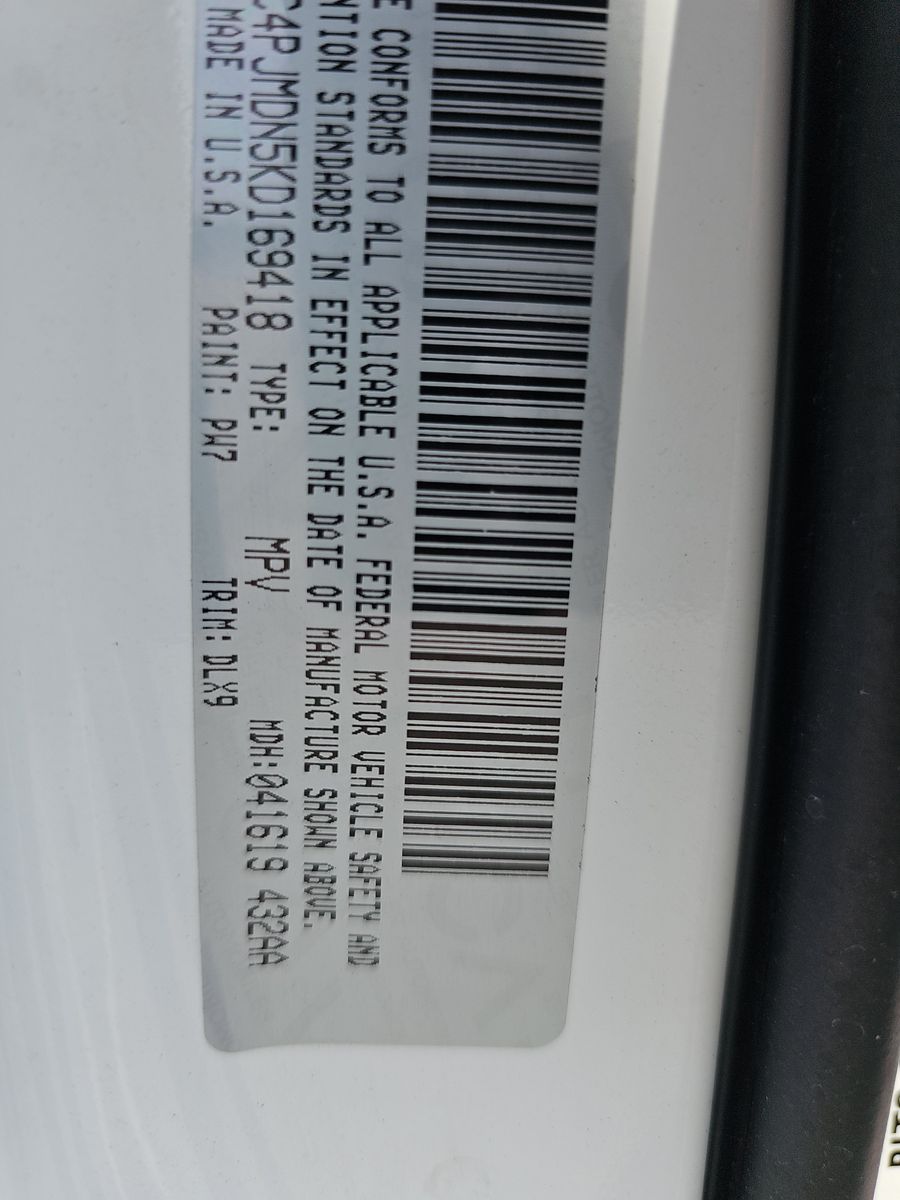 E CONFORMS TO ALL APPLICABLE U.S.A. FEDERAL MOTOR VEHICLE SAFETY AND
NTION STANDARDS IN EFFECT ON THE DATE OF MANUFACTURE SHOWN ABOVE.
C4PJMDN5KD169418 TYPE: MPV MDH:041619 432AA
MADE IN U.S.A. PAINT: PW7 TRIM: DLX9